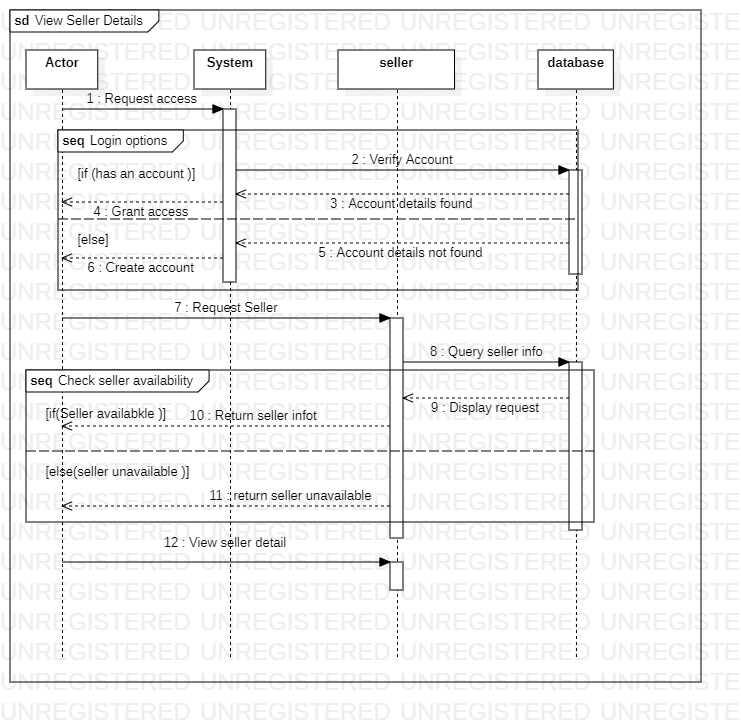 sd View Seller Details
Actor
System
seller
database
1 : Request access
seq Login options
2 : Verify Account
[if (has an account )]
3 : Account details found
4 : Grant access
[else]
5 : Account details not found
6 : Create account
7 : Request Seller
8 : Query seller info
seq Check seller availability
9 : Display request
[if(Seller availabkle )]
10 : Return seller infot
[else(seller unavailable )]
11 : return seller unavailable
12 : View seller detail
UNREGISTERED